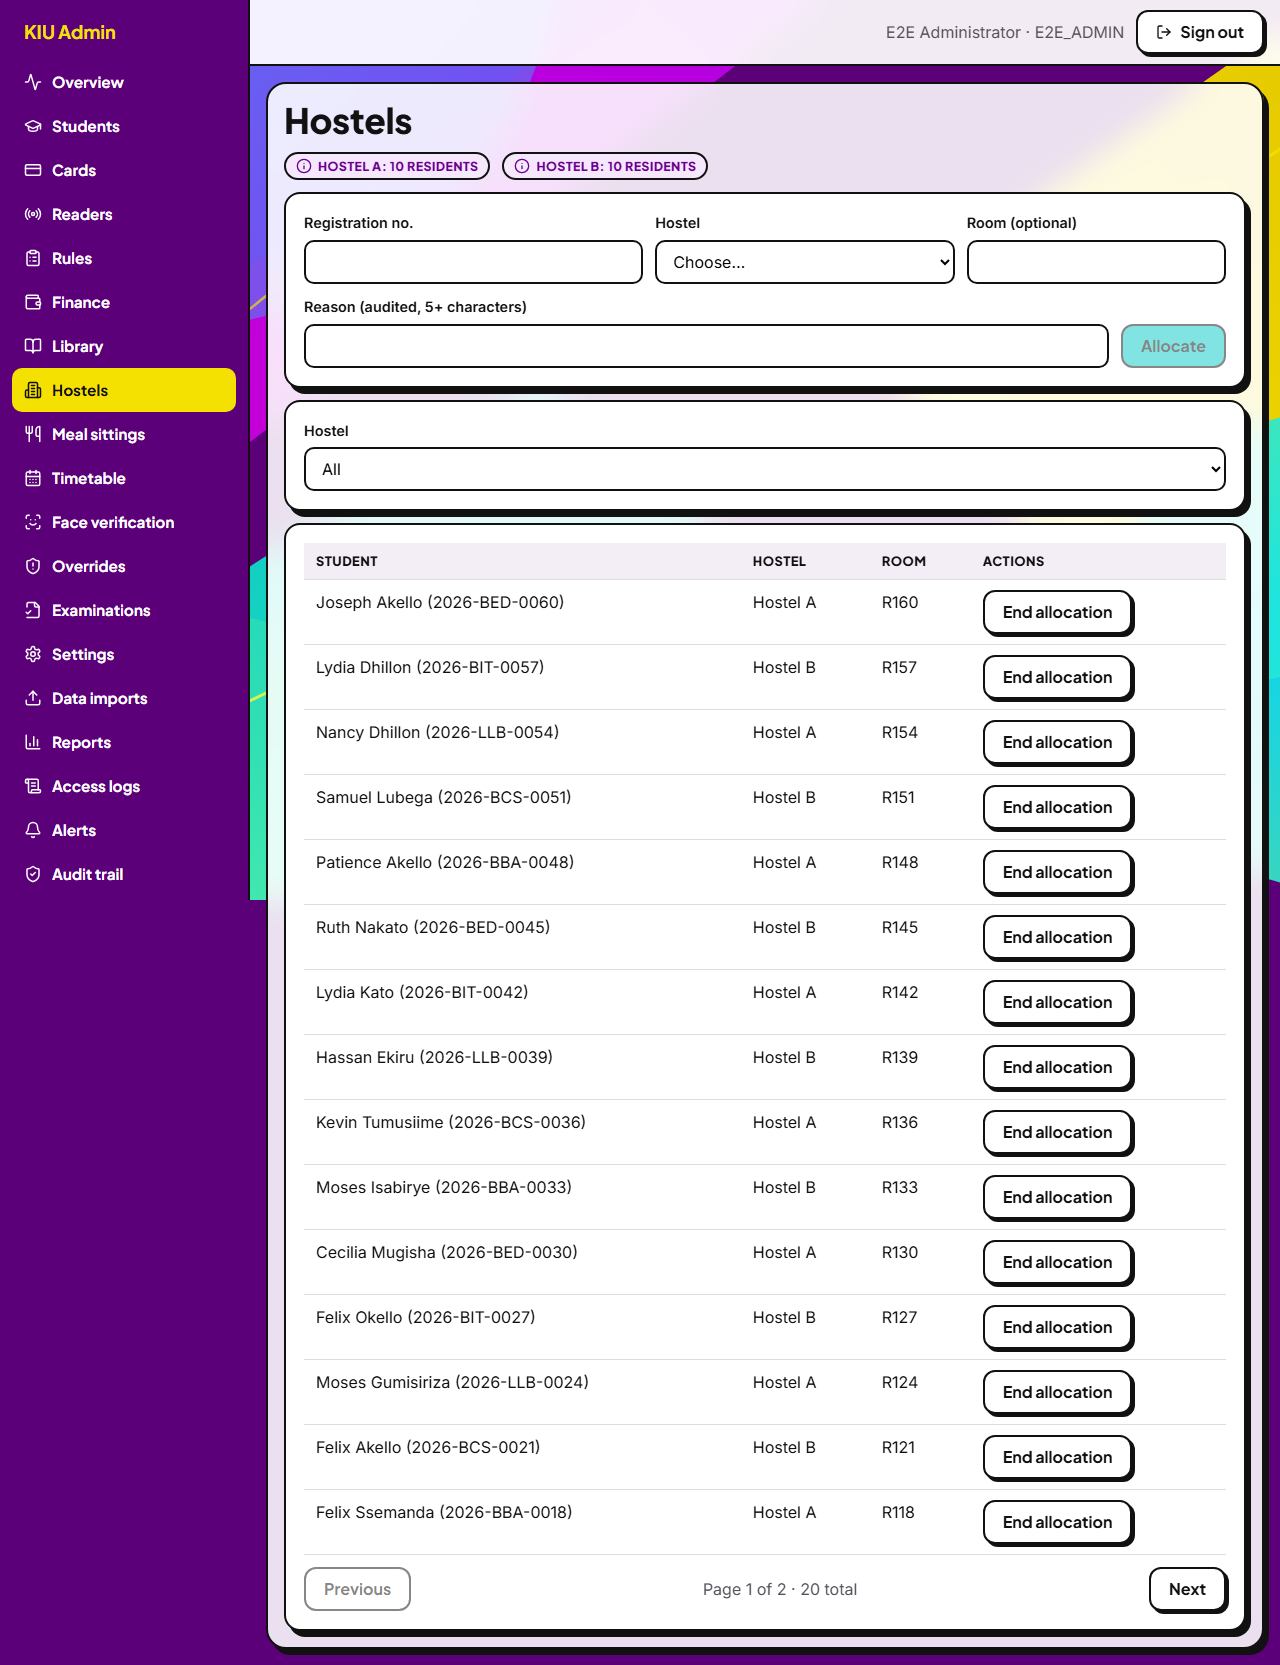 KIU Admin
Overview
Students
Cards
Readers
Rules
Finance
Library
Hostels
Meal sittings
Timetable
Face verification
Overrides
Examinations
Settings
Data imports
Reports
Access logs
Alerts
Audit trail
E2E Administrator · E2E_ADMIN
Sign out
Hostels
HOSTEL A: 10 RESIDENTS
HOSTEL B: 10 RESIDENTS
Registration no.
Hostel
Room (optional)
Choose...
Reason (audited, 5+ characters)
Allocate
Hostel
All
STUDENT HOSTEL ROOM ACTIONS
Joseph Akello (2026-BED-0060) Hostel A R160 End allocation
Lydia Dhillon (2026-BIT-0057) Hostel B R157 End allocation
Nancy Dhillon (2026-LLB-0054) Hostel A R154 End allocation
Samuel Lubega (2026-BCS-0051) Hostel B R151 End allocation
Patience Akello (2026-BBA-0048) Hostel A R148 End allocation
Ruth Nakato (2026-BED-0045) Hostel B R145 End allocation
Lydia Kato (2026-BIT-0042) Hostel A R142 End allocation
Hassan Ekiru (2026-LLB-0039) Hostel B R139 End allocation
Kevin Tumusiime (2026-BCS-0036) Hostel A R136 End allocation
Moses Isabirye (2026-BBA-0033) Hostel B R133 End allocation
Cecilia Mugisha (2026-BED-0030) Hostel A R130 End allocation
Felix Okello (2026-BIT-0027) Hostel B R127 End allocation
Moses Gumisiriza (2026-LLB-0024) Hostel A R124 End allocation
Felix Akello (2026-BCS-0021) Hostel B R121 End allocation
Felix Ssemanda (2026-BBA-0018) Hostel A R118 End allocation
Previous
Page 1 of 2 · 20 total
Next